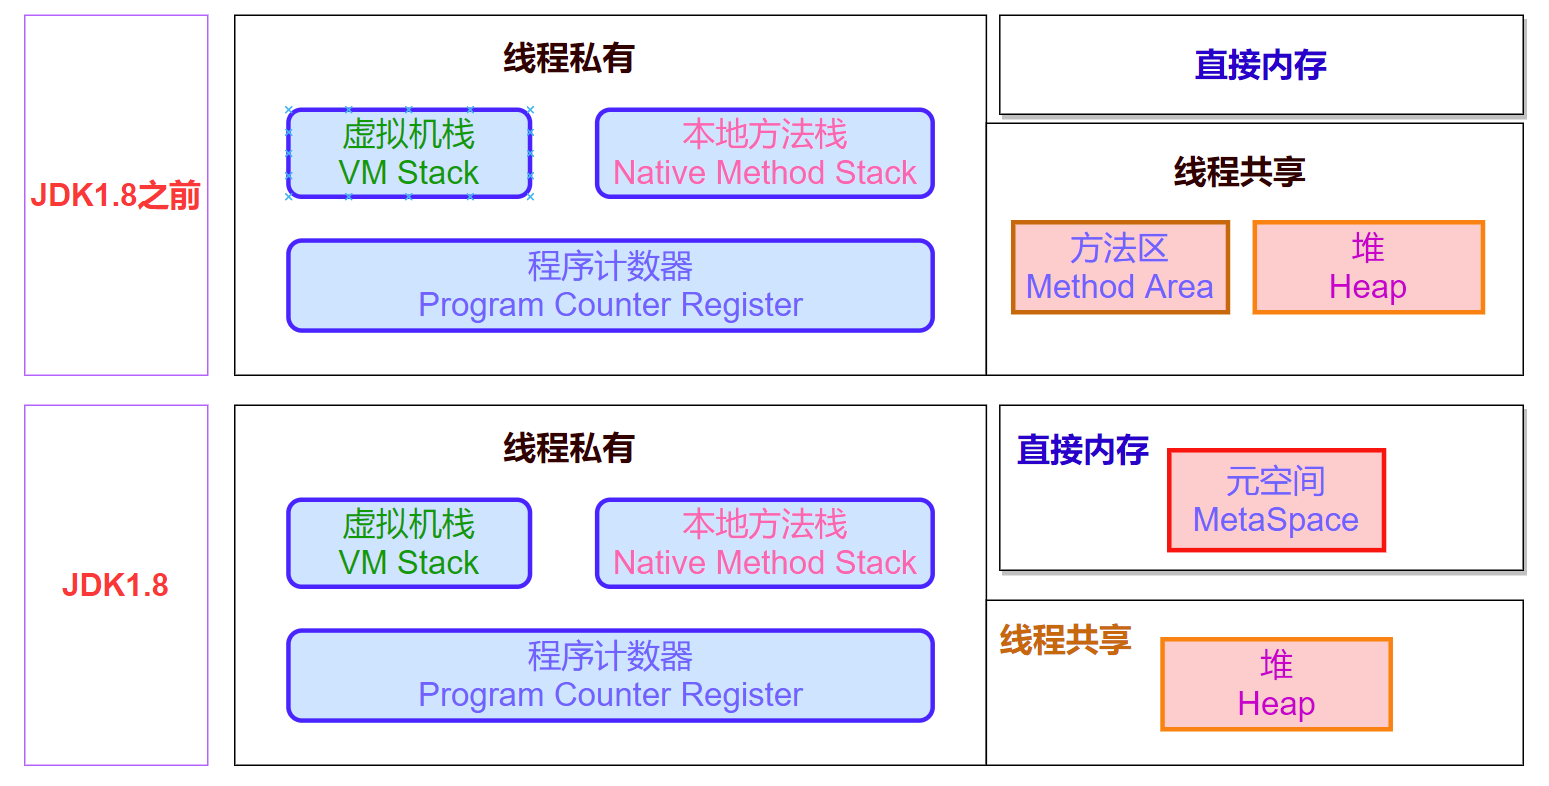 JDK1.8之前
线程私有
虚拟机栈
VM Stack
本地方法栈
Native Method Stack
程序计数器
Program Counter Register
直接内存
线程共享
方法区
Method Area
堆
Heap
JDK1.8
线程私有
虚拟机栈
VM Stack
本地方法栈
Native Method Stack
程序计数器
Program Counter Register
直接内存
元空间
MetaSpace
线程共享
堆
Heap